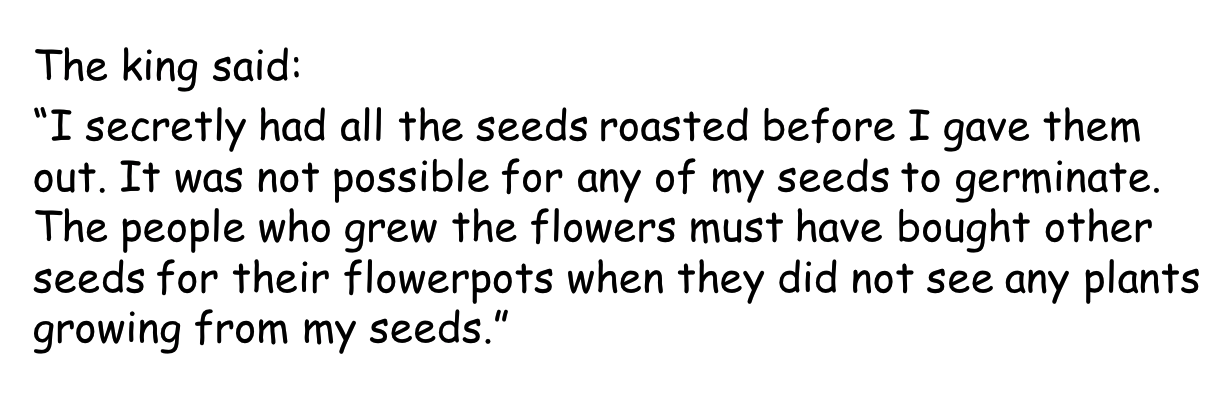 The king said:
“I secretly had all the seeds roasted before I gave them
out. It was not possible for any of my seeds to germinate.
The people who grew the flowers must have bought other
seeds for their flowerpots when they did not see any plants
growing from my seeds.”